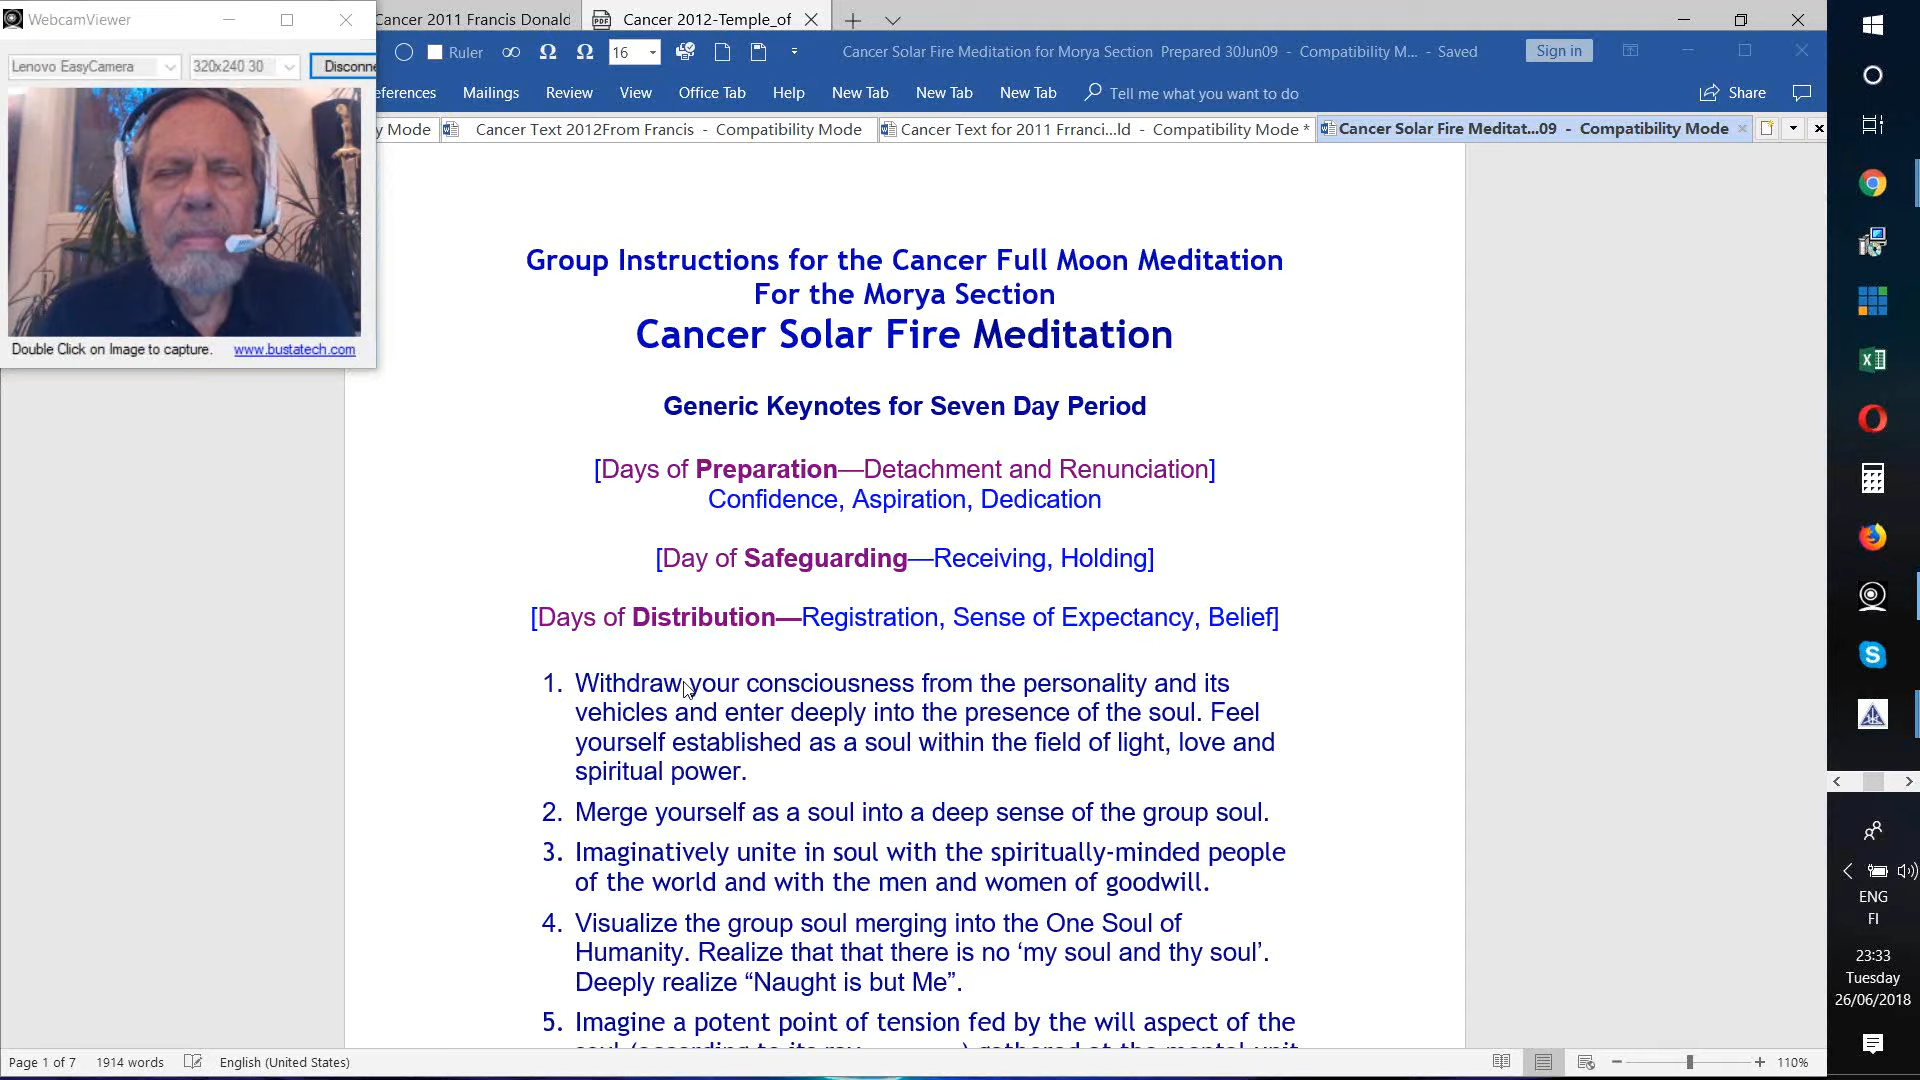 WebcamViewer
Cancer 2011 Francis Donald
Cancer 2012-Temple_of
Lenovo EasyCamera
320x240 30
Disconne
Ruler
16
Cancer Solar Fire Meditation for Morya Section Prepared 30Jun09 - Compatibility M... - Saved
Sign in
eferences
Mailings
Review
View
Office Tab
Help
New Tab
New Tab
New Tab
Tell me what you want to do
Share
y Mode
Cancer Text 2012From Francis - Compatibility Mode
Cancer Text for 2011 Frranci...ld - Compatibility Mode *
Cancer Solar Fire Meditat...09 - Compatibility Mode
Double Click on Image to capture.
www.bustatech.com
Group Instructions for the Cancer Full Moon Meditation
For the Morya Section
Cancer Solar Fire Meditation
Generic Keynotes for Seven Day Period
[Days of Preparation—Detachment and Renunciation]
Confidence, Aspiration, Dedication
[Day of Safeguarding—Receiving, Holding]
[Days of Distribution—Registration, Sense of Expectancy, Belief]
1. Withdraw your consciousness from the personality and its
vehicles and enter deeply into the presence of the soul. Feel
yourself established as a soul within the field of light, love and
spiritual power.
2. Merge yourself as a soul into a deep sense of the group soul.
3. Imaginatively unite in soul with the spiritually-minded people
of the world and with the men and women of goodwill.
4. Visualize the group soul merging into the One Soul of
Humanity. Realize that that there is no ‘my soul and thy soul’.
Deeply realize “Naught is but Me”.
5. Imagine a potent point of tension fed by the will aspect of the
Page 1 of 7
1914 words
English (United States)
110%
ENG
FI
23:33
Tuesday
26/06/2018